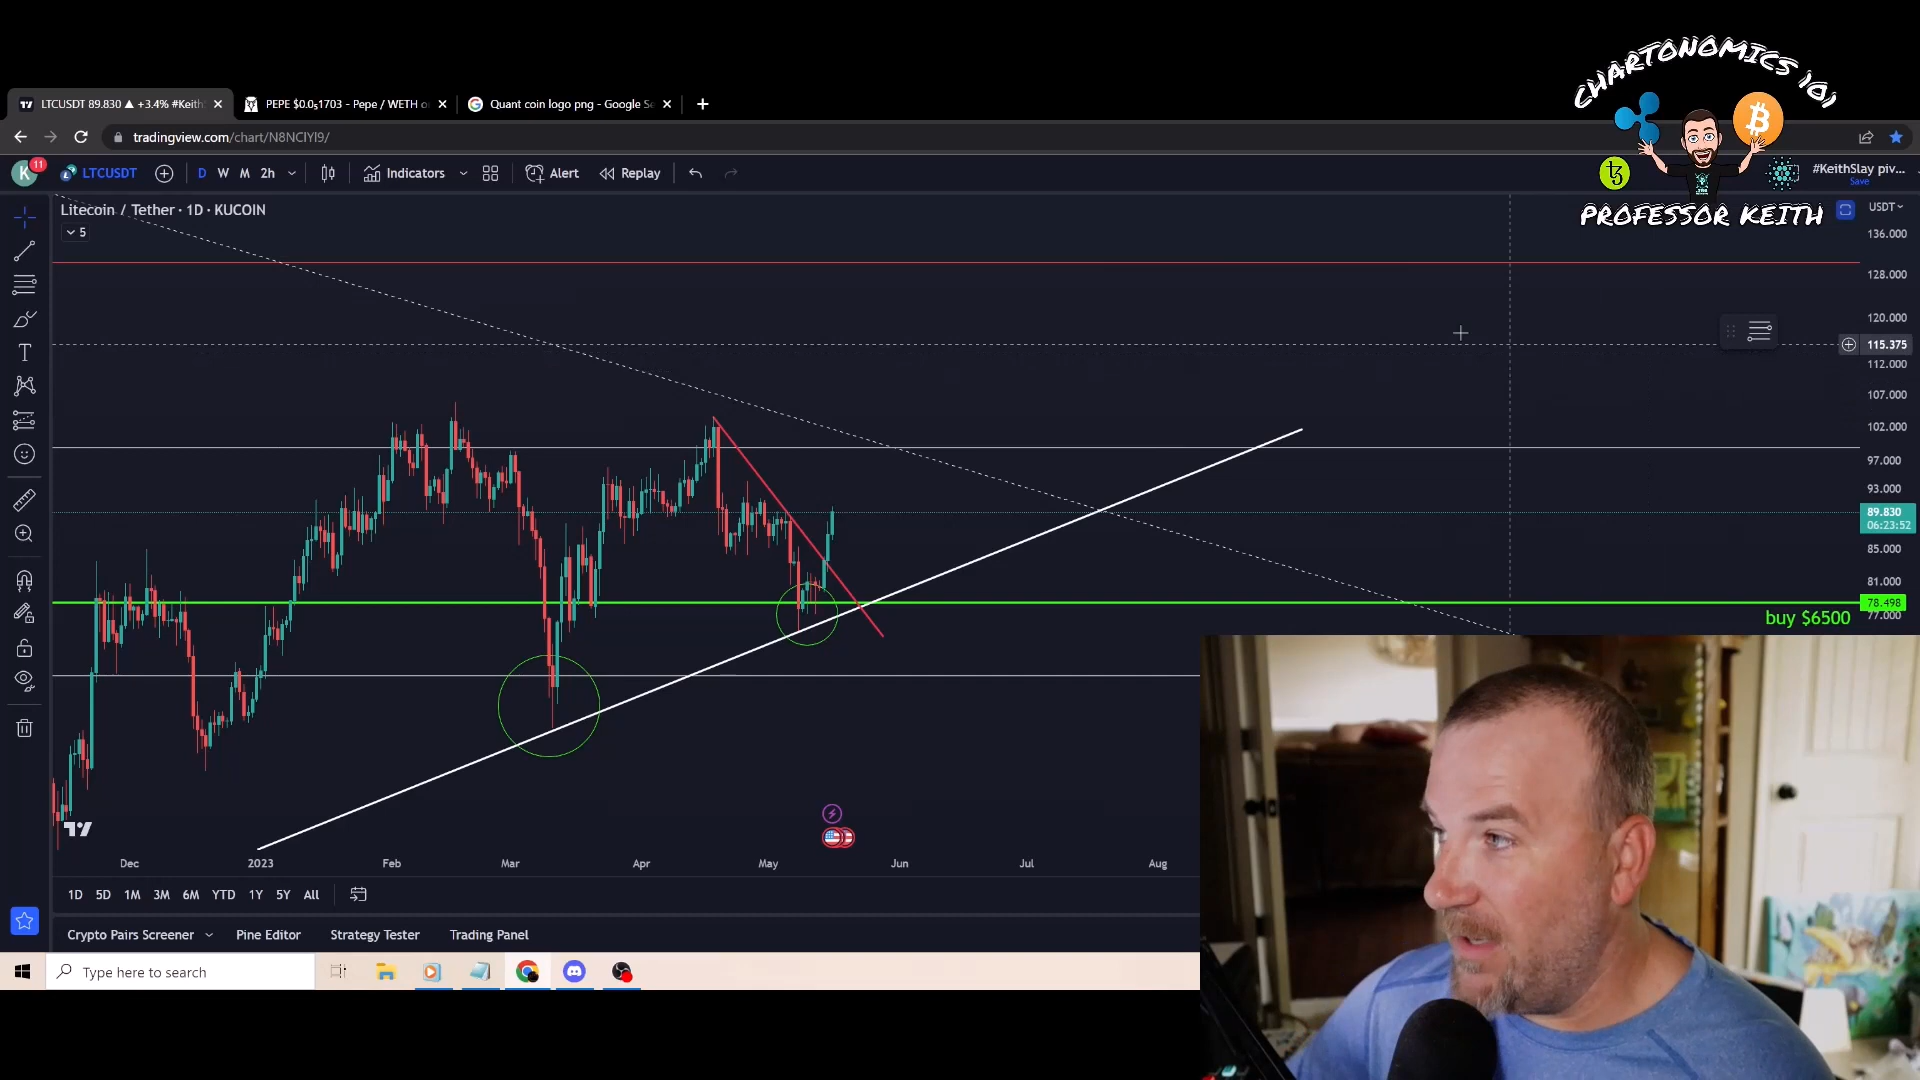 CHARTONOMICS 101
PROFESSOR KEITH
LTCUSDT 89.830 ▲ +3.4% #Keith
PEPE $0.0₅1703 - Pepe / WETH o
Quant coin logo png - Google Se
tradingview.com/chart/N8NCIYI9/
K 11
LTCUSDT
D W M 2h
Indicators
Alert
Replay
#KeithSlay piv...
Save
Litecoin / Tether · 1D · KUCOIN
5
USDT
136.000
128.000
120.000
115.375
112.000
107.000
102.000
97.000
93.000
89.830
06:23:52
85.000
81.000
78.498
77.000
buy $6500
Dec 2023 Feb Mar Apr May Jun Jul Aug
1D 5D 1M 3M 6M YTD 1Y 5Y All
Crypto Pairs Screener Pine Editor Strategy Tester Trading Panel
Type here to search